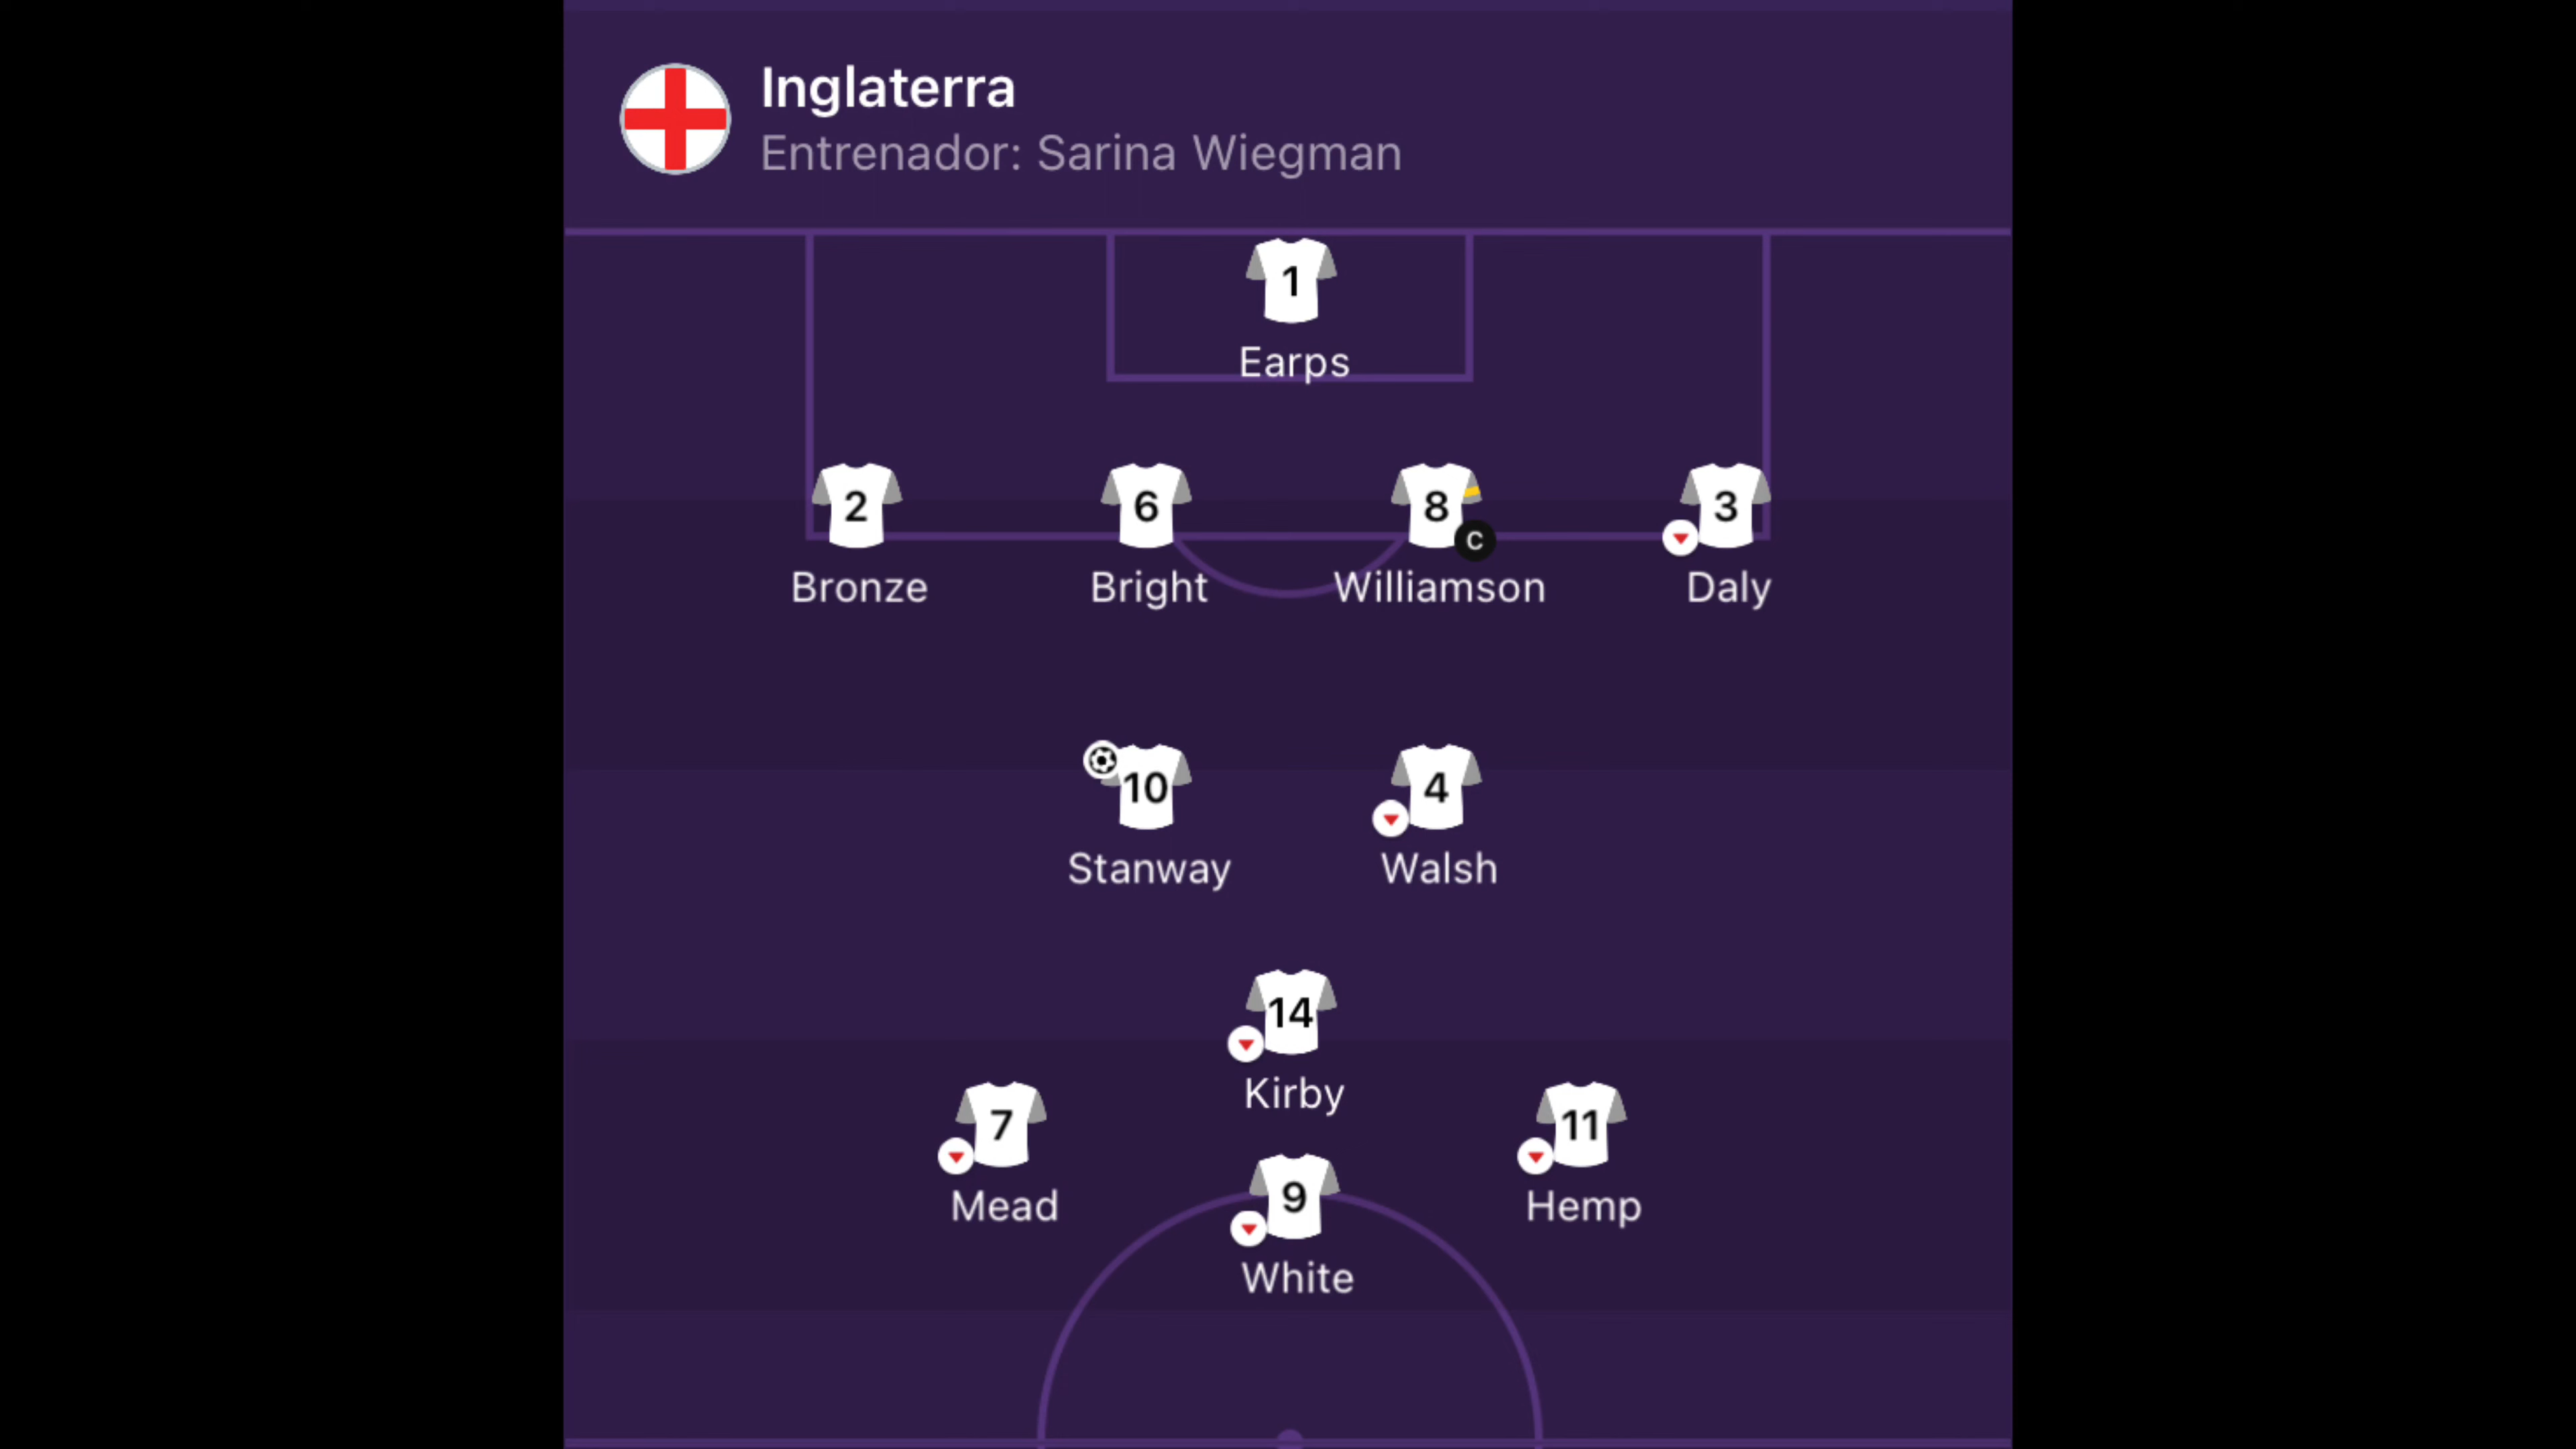 Inglaterra
Entrenador: Sarina Wiegman
1
Earps
2 6 8 3
C
Bronze Bright Williamson Daly
10 4
Stanway Walsh
14
Kirby
7 11
Mead Hemp
9
White